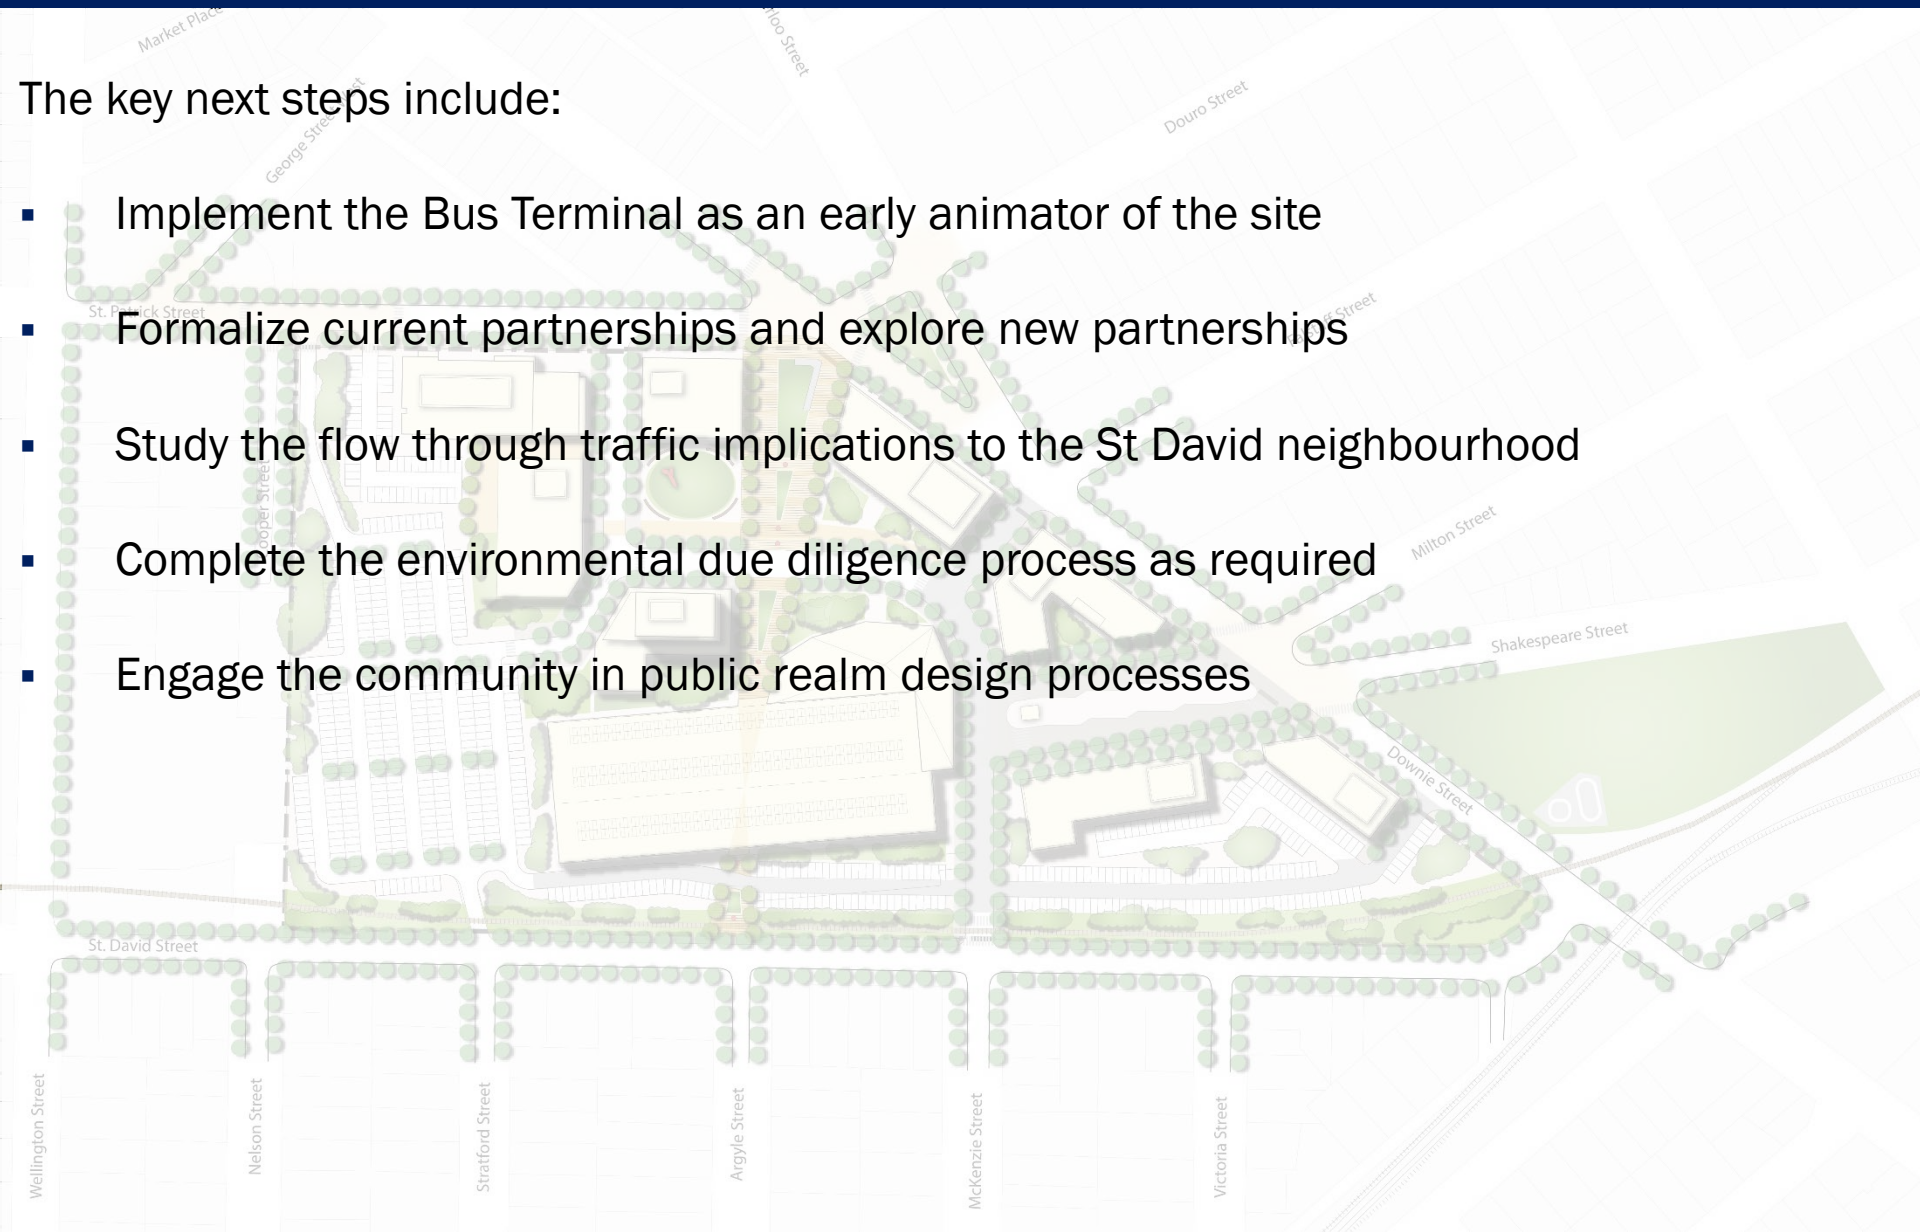 Market Place
The key next steps include:
Douro Street
▪ Implement the Bus Terminal as an early animator of the site
St. Patrick Street
▪ Formalize current partnerships and explore new partnerships
▪ Study the flow through traffic implications to the St David neighbourhood
Milton Street
▪ Complete the environmental due diligence process as required
Shakespeare Street
▪ Engage the community in public realm design processes
Downie Street
St. David Street
Wellington Street
Nelson Street
Stratford Street
Argyle Street
McKenzie Street
Victoria Street